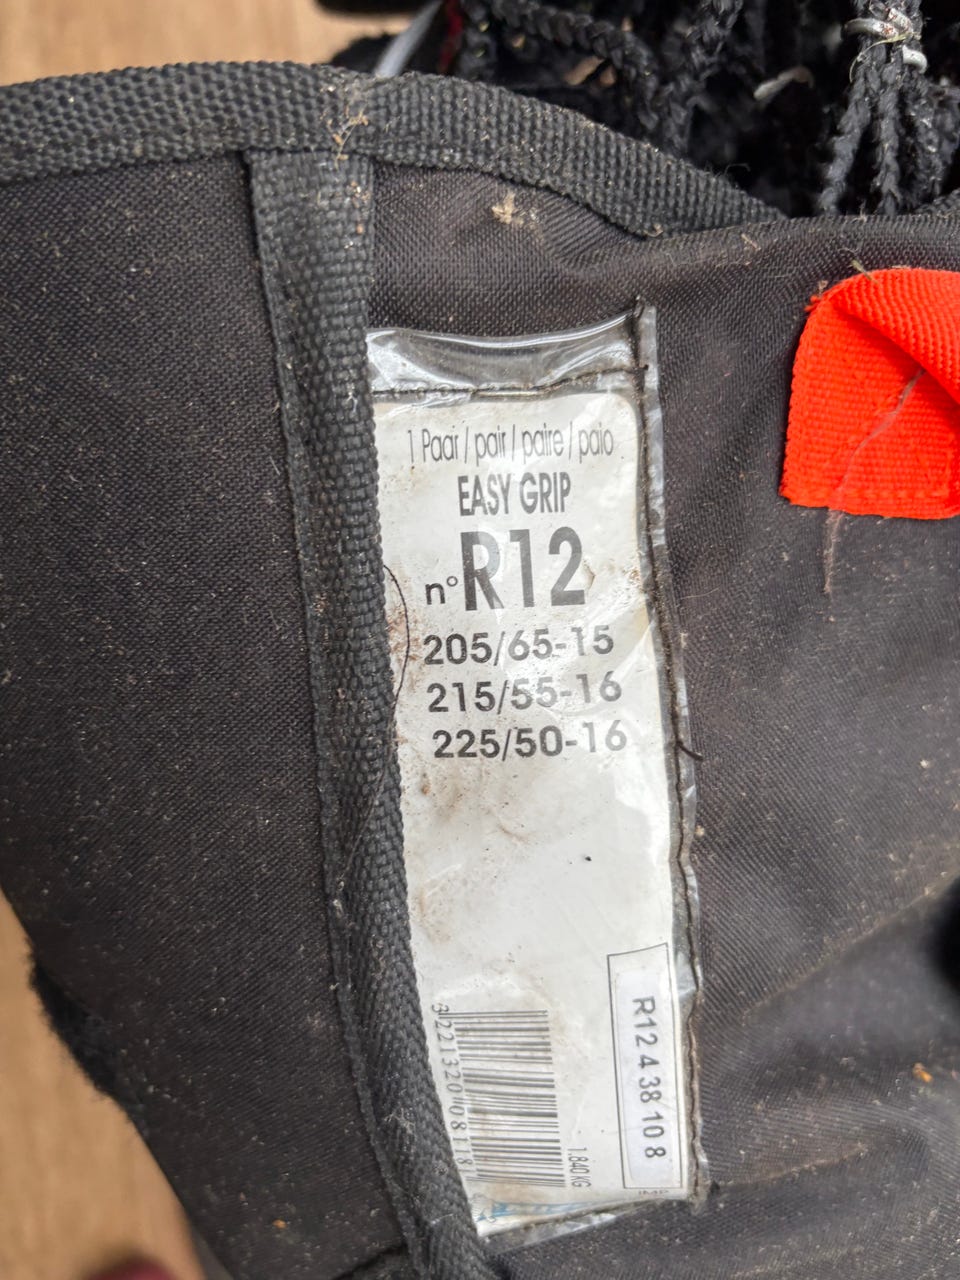 1 Paar / pair / paire / paio
EASY GRIP
n° R12
205/65-15
215/55-16
225/50-16
R12 4 38 10 8
1.840 KG